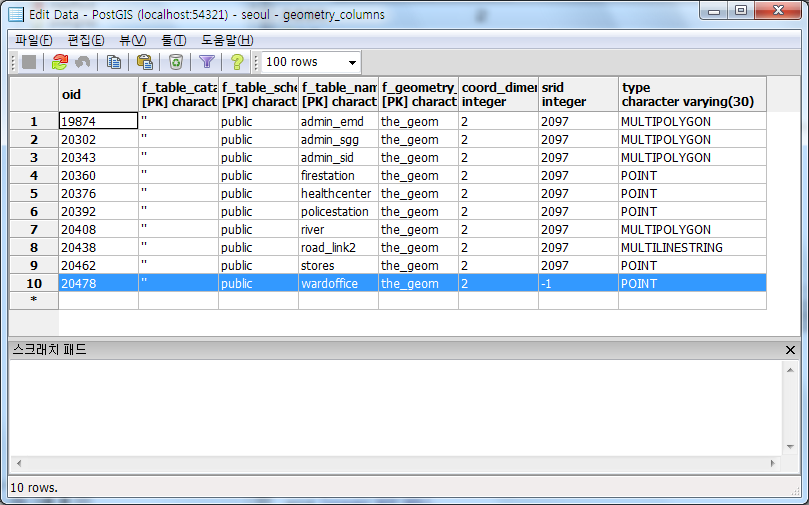 Edit Data - PostGIS (localhost:54321) - seoul - geometry_columns
파일(F) 편집(E) 뷰(V) 툴(T) 도움말(H)
100 rows
oid f_table_cata f_table_sche f_table_nam f_geometry_ coord_dime srid type
[PK] charact [PK] charact [PK] charact [PK] charact integer integer character varying(30)
1 19874 '' public admin_emd the_geom 2 2097 MULTIPOLYGON
2 20302 '' public admin_sgg the_geom 2 2097 MULTIPOLYGON
3 20343 '' public admin_sid the_geom 2 2097 MULTIPOLYGON
4 20360 '' public firestation the_geom 2 2097 POINT
5 20376 '' public healthcenter the_geom 2 2097 POINT
6 20392 '' public policestation the_geom 2 2097 POINT
7 20408 '' public river the_geom 2 2097 MULTIPOLYGON
8 20438 '' public road_link2 the_geom 2 2097 MULTILINESTRING
9 20462 '' public stores the_geom 2 2097 POINT
10 20478 '' public wardoffice the_geom 2 -1 POINT
*
스크래치 패드
10 rows.